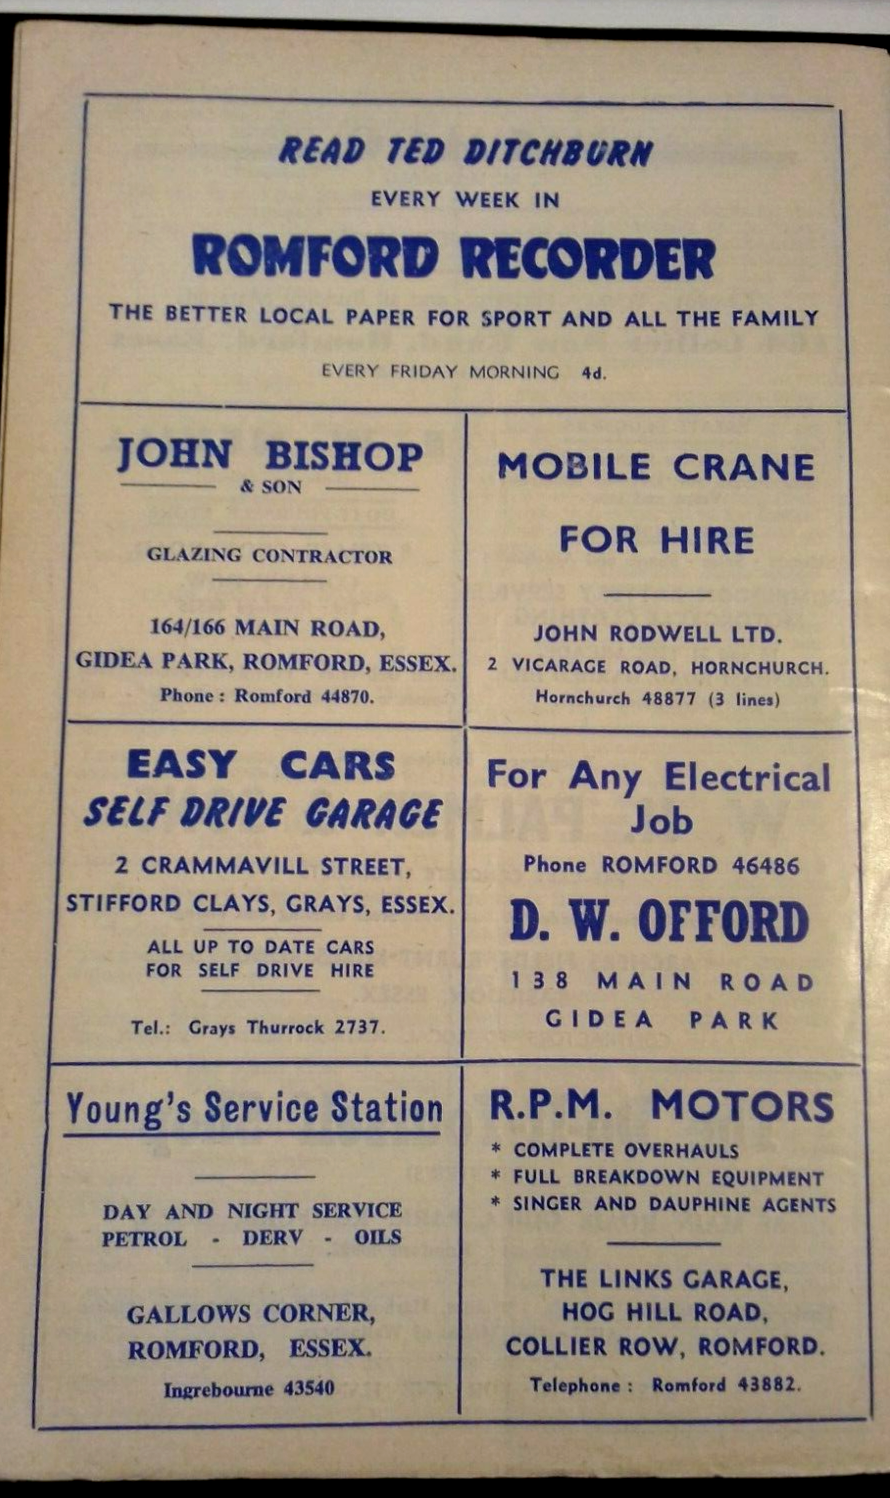 READ TED DITCHBURN
EVERY WEEK IN
ROMFORD RECORDER
THE BETTER LOCAL PAPER FOR SPORT AND ALL THE FAMILY
EVERY FRIDAY MORNING 4d.
JOHN BISHOP
& SON
GLAZING CONTRACTOR
164/166 MAIN ROAD,
GIDEA PARK, ROMFORD, ESSEX.
Phone : Romford 44870.
MOBILE CRANE
FOR HIRE
JOHN RODWELL LTD.
2 VICARAGE ROAD, HORNCHURCH.
Hornchurch 48877 (3 lines)
EASY CARS
SELF DRIVE GARAGE
2 CRAMMAVILL STREET,
STIFFORD CLAYS, GRAYS, ESSEX.
ALL UP TO DATE CARS
FOR SELF DRIVE HIRE
Tel.: Grays Thurrock 2737.
For Any Electrical
Job
Phone ROMFORD 46486
D. W. OFFORD
138 MAIN ROAD
GIDEA PARK
Young's Service Station
DAY AND NIGHT SERVICE
PETROL - DERV - OILS
GALLOWS CORNER,
ROMFORD, ESSEX.
Ingrebourne 43540
R.P.M. MOTORS
* COMPLETE OVERHAULS
* FULL BREAKDOWN EQUIPMENT
* SINGER AND DAUPHINE AGENTS
THE LINKS GARAGE,
HOG HILL ROAD,
COLLIER ROW, ROMFORD.
Telephone : Romford 43882.